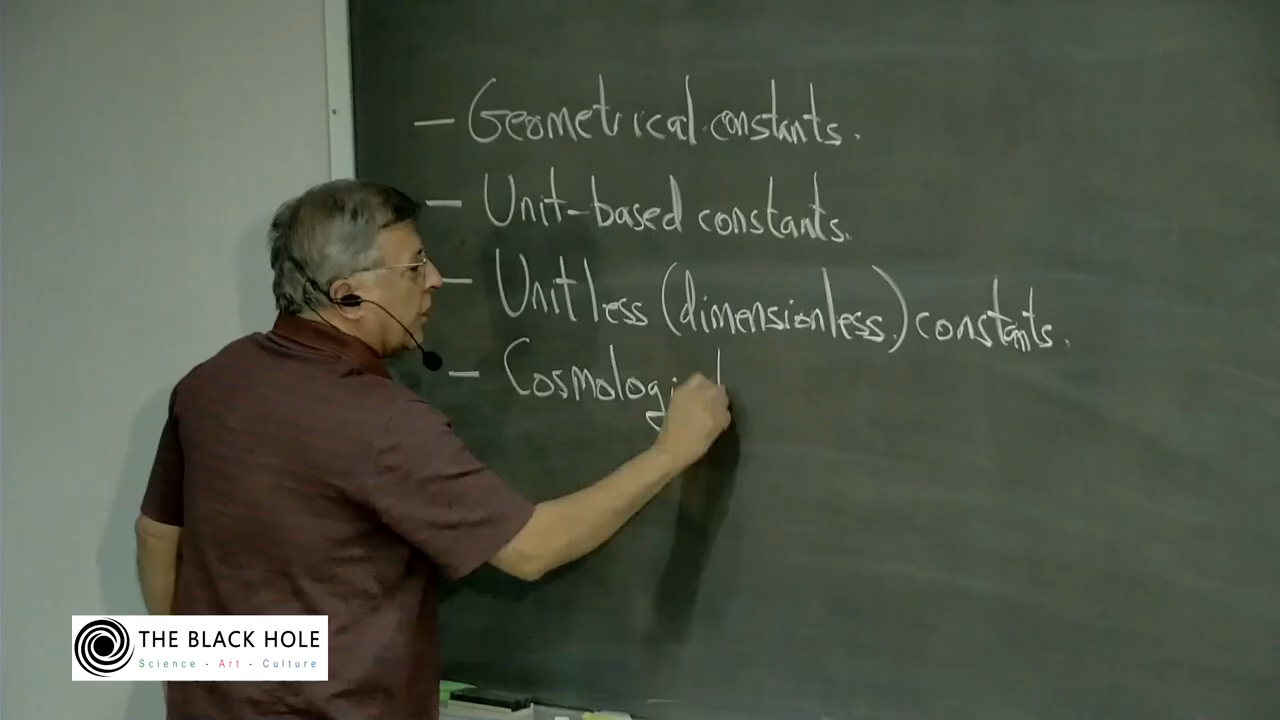 — Geometrical constants.
— Unit-based constants.
— Unitless (dimensionless.) constants.
— Cosmologi
THE BLACK HOLE
Science - Art - Culture